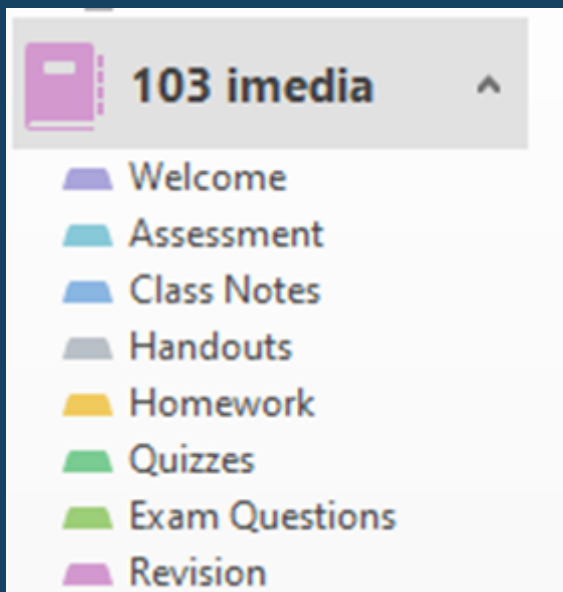 103 imedia
Welcome
Assessment
Class Notes
Handouts
Homework
Quizzes
Exam Questions
Revision